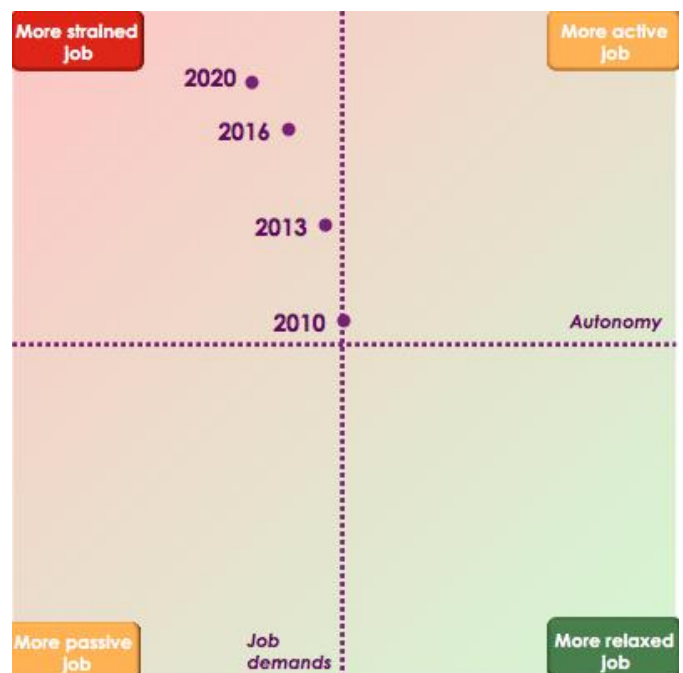 More strained
job
More active
job
2020
2016
2013
2010
Autonomy
More passive
job
Job
demands
More relaxed
job